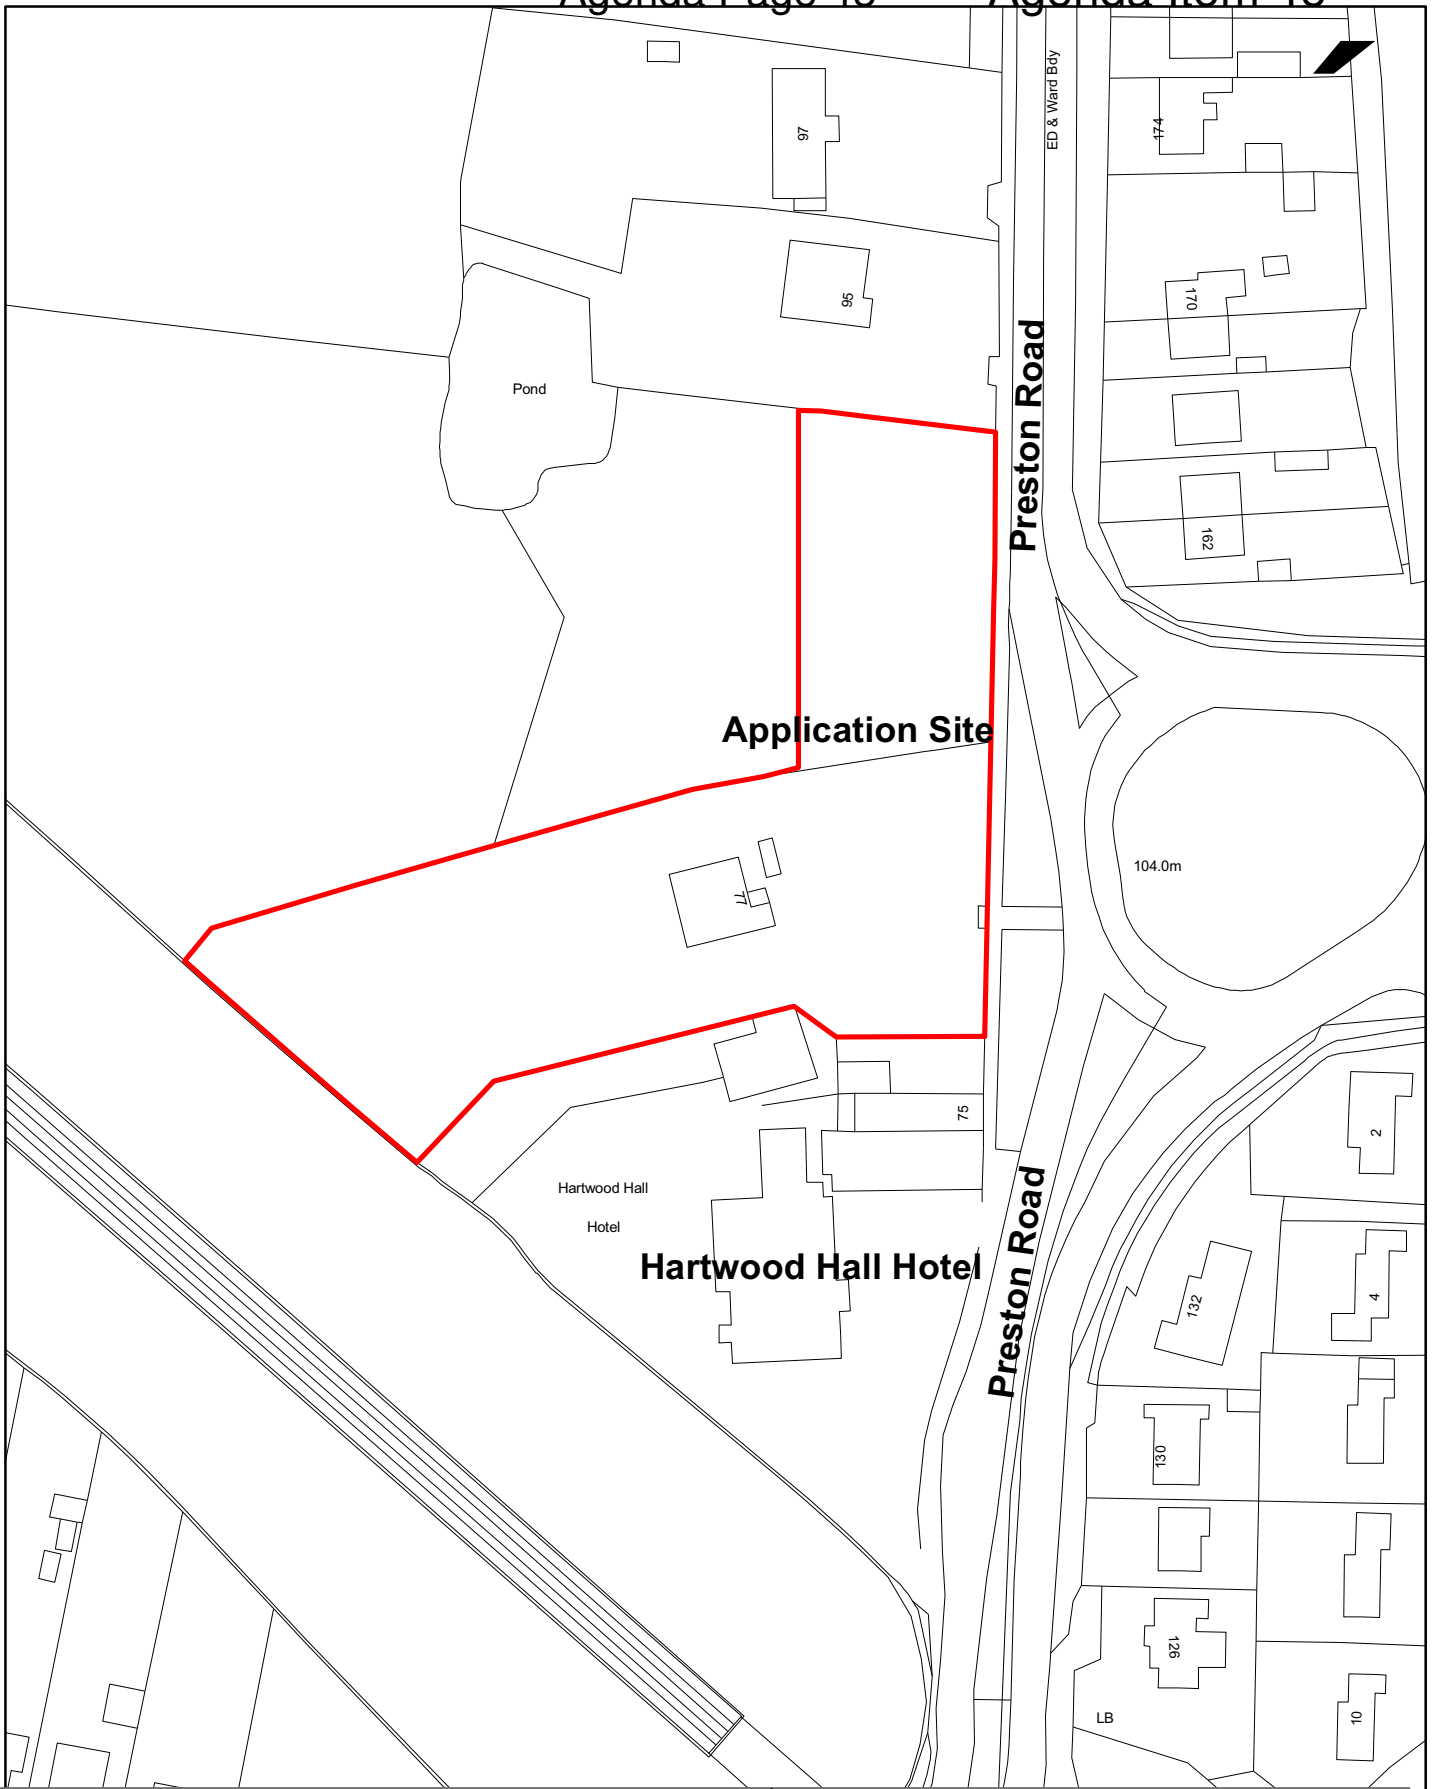 ED & Ward Bdy
174
97
95
170
Pond
Preston Road
162
Application Site
104.0m
77
75
2
Hartwood Hall
Hotel
Hartwood Hall Hotel
Preston Road
132
4
130
126
LB
10